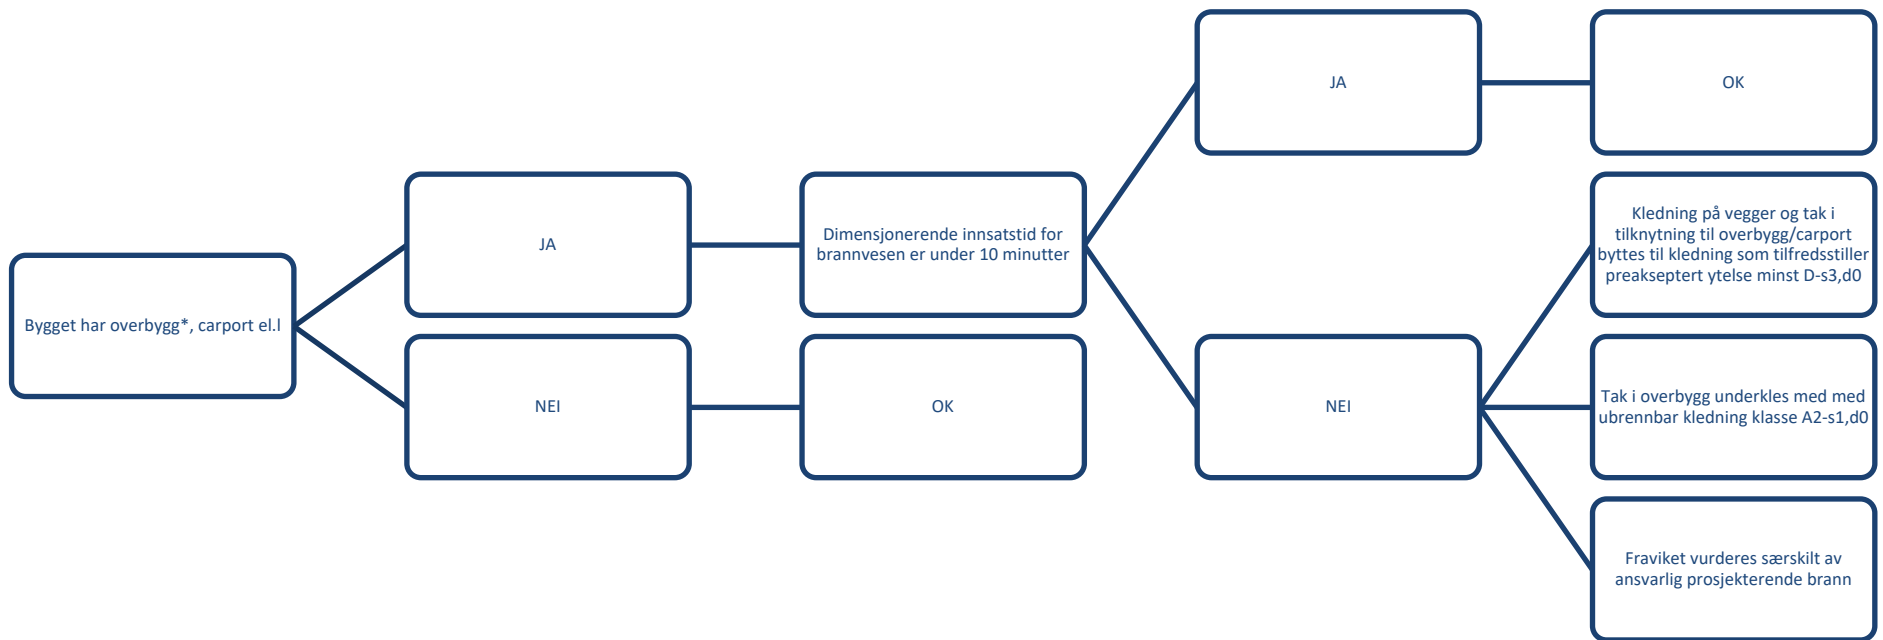 Bygget har overbygg*, carport el.l
JA
NEI
Dimensjonerende innsatstid for
brannvesen er under 10 minutter
OK
JA
NEI
OK
Kledning på vegger og tak i
tilknytning til overbygg/carport
byttes til kledning som tilfredsstiller
preakseptert ytelse minst D-s3,d0
Tak i overbygg underkles med med
ubrennbar kledning klasse A2-s1,d0
Fraviket vurderes særskilt av
ansvarlig prosjekterende brann